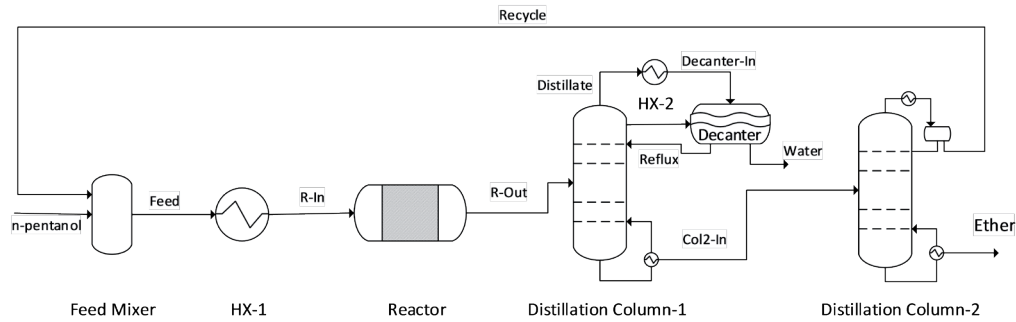 Recycle
Distillate
Decanter-In
HX-2
Decanter
Water
Reflux
n-pentanol
Feed
R-In
R-Out
Col2-In
Ether
Feed Mixer
HX-1
Reactor
Distillation Column-1
Distillation Column-2